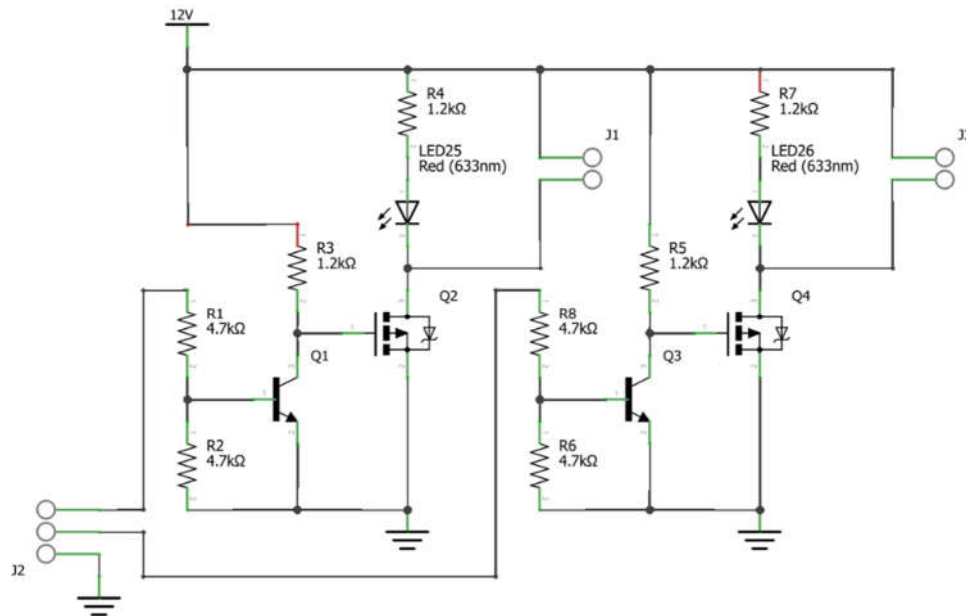 12V
R4
1.2kΩ
LED25
Red (633nm)
J1
R7
1.2kΩ
LED26
Red (633nm)
R3
1.2kΩ
R5
1.2kΩ
Q2
Q4
R1
4.7kΩ
Q1
R8
4.7kΩ
Q3
R2
4.7kΩ
R6
4.7kΩ
J2